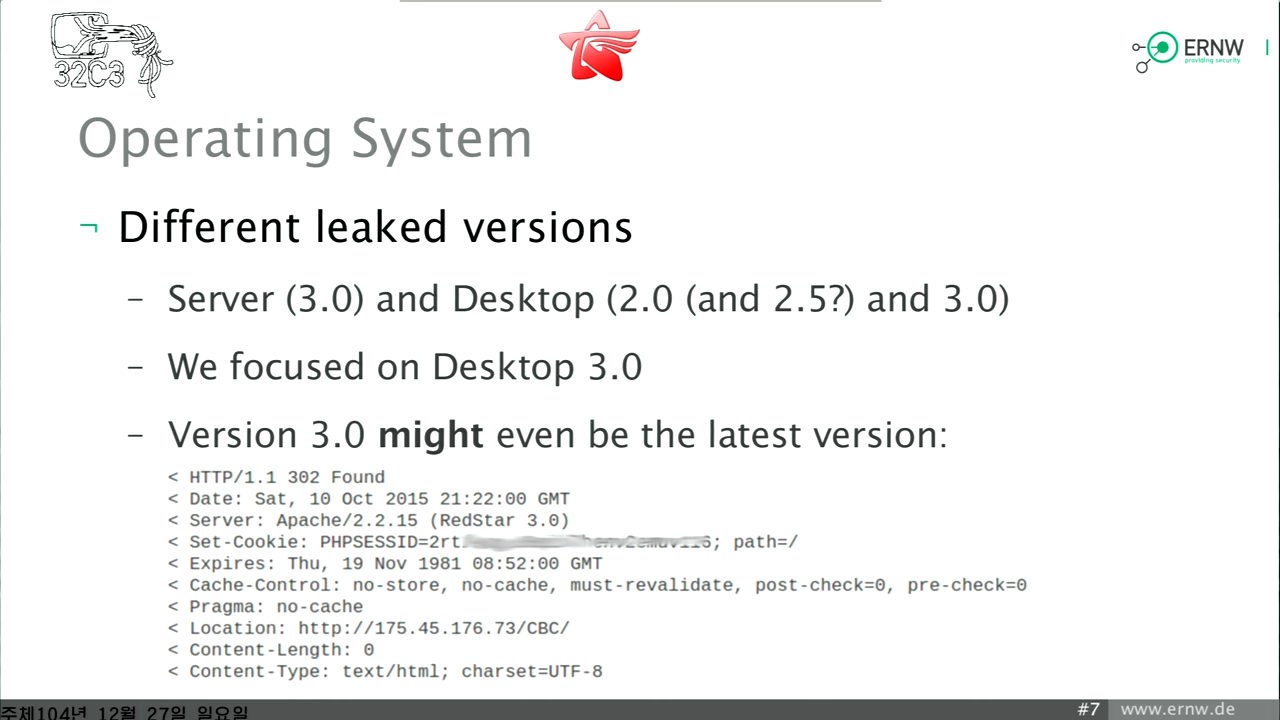 32C3
ERNW
providing security.
Operating System
¬ Different leaked versions
– Server (3.0) and Desktop (2.0 (and 2.5?) and 3.0)
– We focused on Desktop 3.0
– Version 3.0 might even be the latest version:
< HTTP/1.1 302 Found
< Date: Sat, 10 Oct 2015 21:22:00 GMT
< Server: Apache/2.2.15 (RedStar 3.0)
< Set-Cookie: PHPSESSID=2rt ; path=/
< Expires: Thu, 19 Nov 1981 08:52:00 GMT
< Cache-Control: no-store, no-cache, must-revalidate, post-check=0, pre-check=0
< Pragma: no-cache
< Location: http://175.45.176.73/CBC/
< Content-Length: 0
< Content-Type: text/html; charset=UTF-8
주체104년 12월 27일 일요일
#7
www.ernw.de